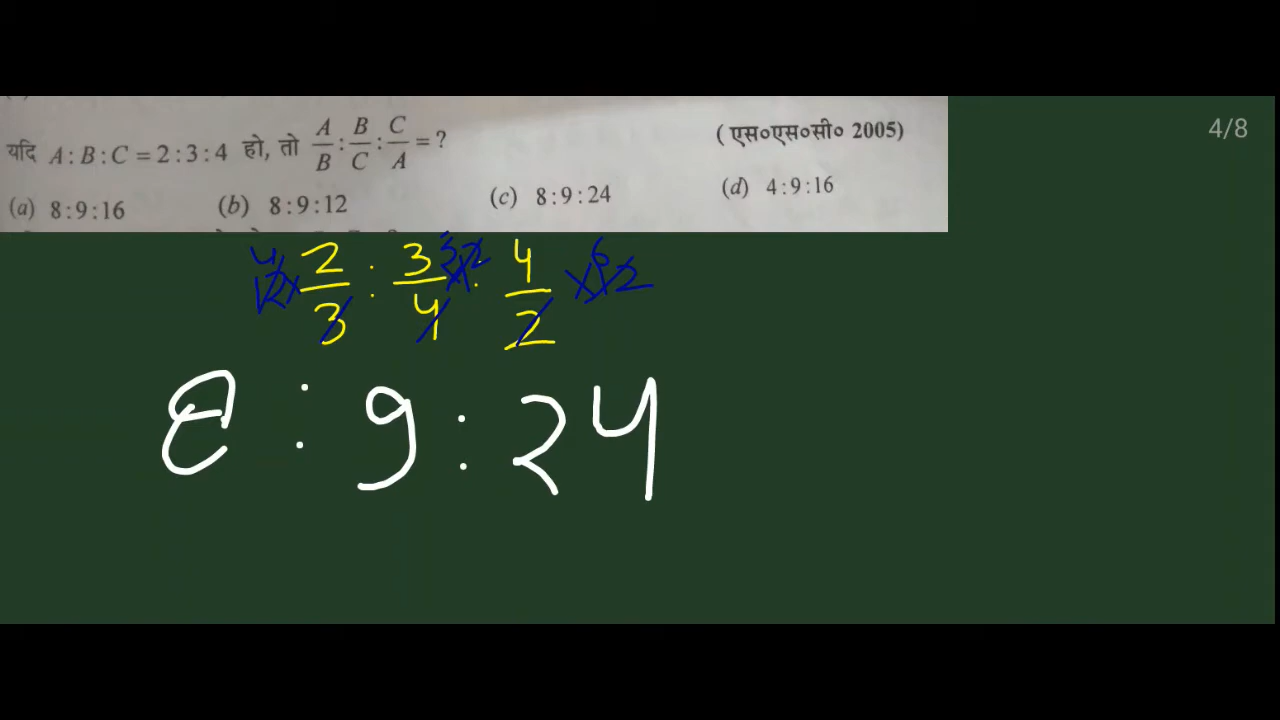 4/8
यदि A : B : C = 2 : 3 : 4 हो, तो A/B : B/C : C/A = ? ( एस०एस०सी० 2005)
(a) 8 : 9 : 16 (b) 8 : 9 : 12 (c) 8 : 9 : 24 (d) 4 : 9 : 16
2/3 : 3/4 : 4/2
8 : 9 : 24